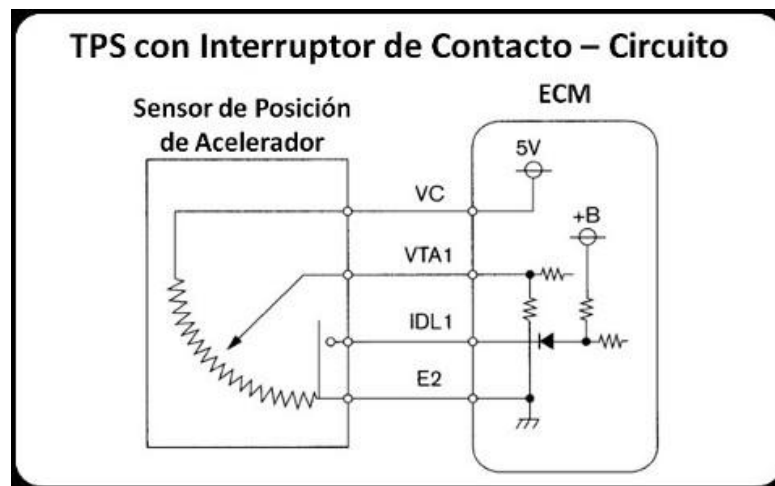 TPS con Interruptor de Contacto – Circuito
Sensor de Posición
de Acelerador
ECM
5V
VC
+B
VTA1
IDL1
E2